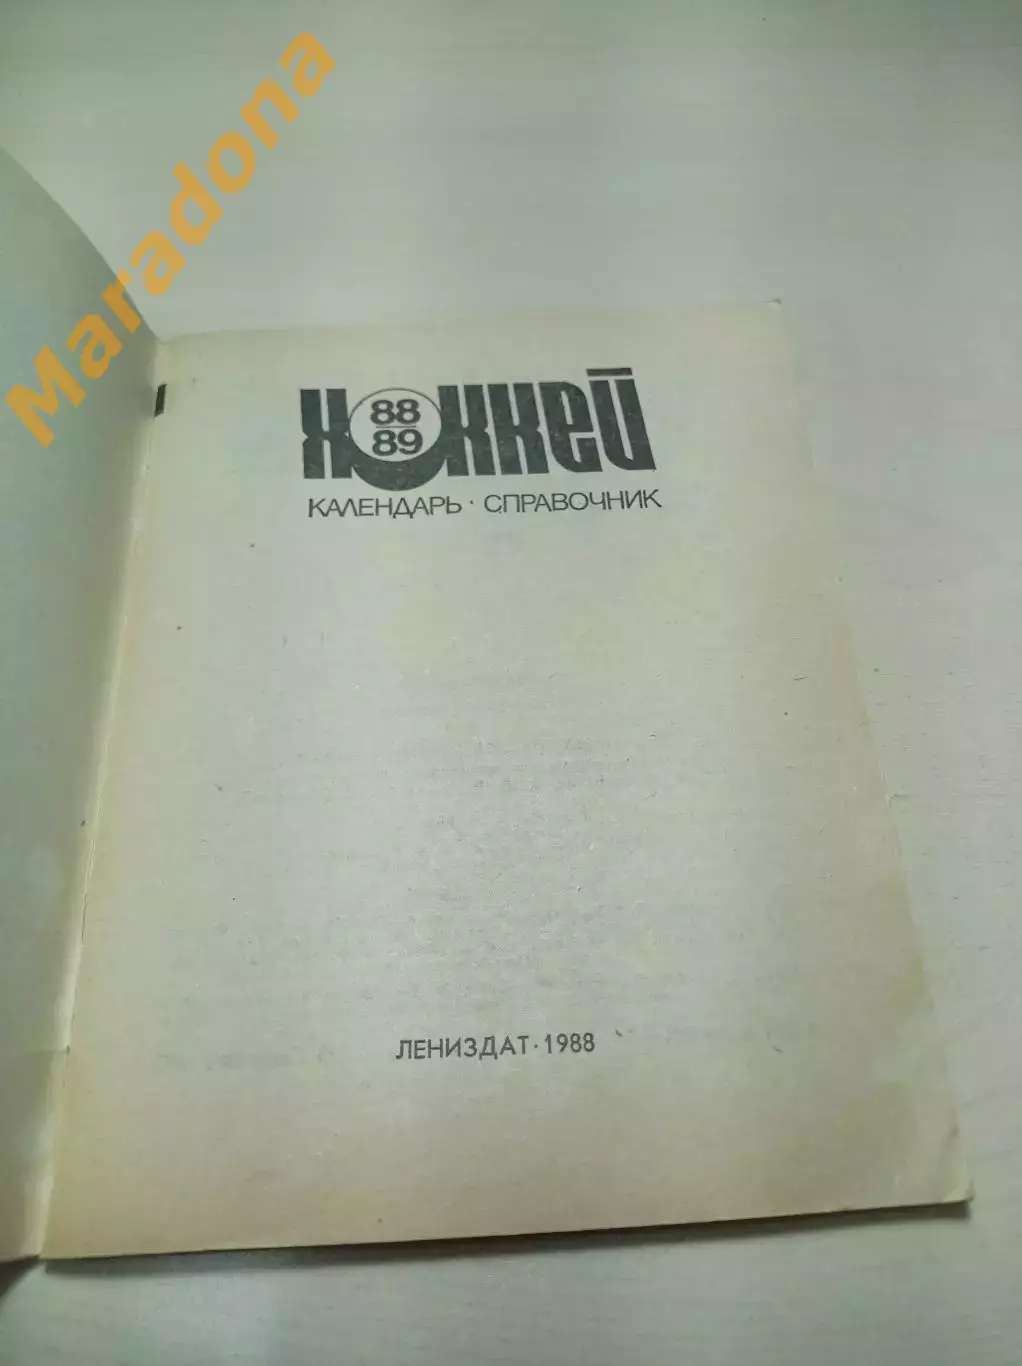 Maradona
ХОККЕЙ
88
89
КАЛЕНДАРЬ · СПРАВОЧНИК
ЛЕНИЗДАТ · 1988